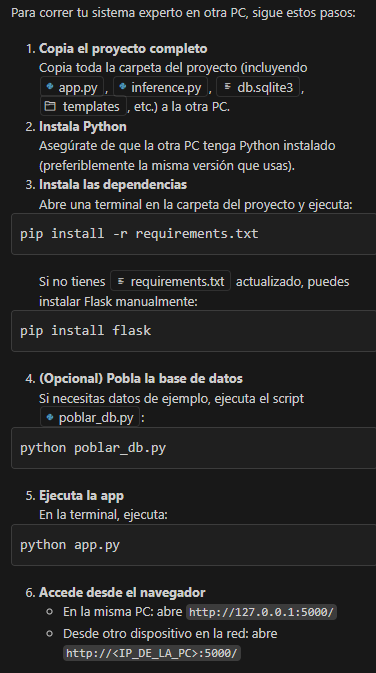 Para correr tu sistema experto en otra PC, sigue estos pasos:
1. Copia el proyecto completo
Copia toda la carpeta del proyecto (incluyendo
app.py , inference.py , db.sqlite3 ,
templates , etc.) a la otra PC.
2. Instala Python
Asegúrate de que la otra PC tenga Python instalado
(preferiblemente la misma versión que usas).
3. Instala las dependencias
Abre una terminal en la carpeta del proyecto y ejecuta:
pip install -r requirements.txt
Si no tienes requirements.txt actualizado, puedes
instalar Flask manualmente:
pip install flask
4. (Opcional) Pobla la base de datos
Si necesitas datos de ejemplo, ejecuta el script
poblar_db.py :
python poblar_db.py
5. Ejecuta la app
En la terminal, ejecuta:
python app.py
6. Accede desde el navegador
○ En la misma PC: abre http://127.0.0.1:5000/
○ Desde otro dispositivo en la red: abre
http://<IP_DE_LA_PC>:5000/